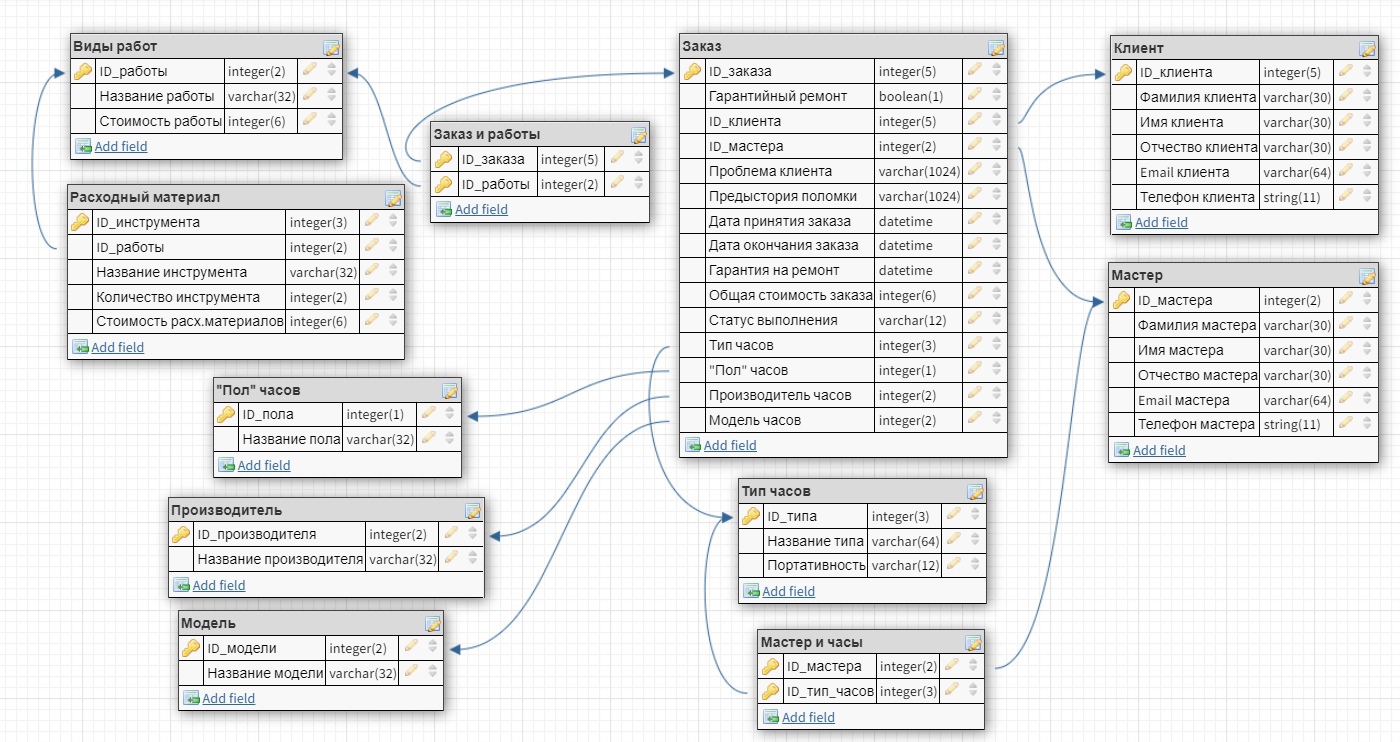 Виды работ
ID_работы integer(2)
Название работы varchar(32)
Стоимость работы integer(6)
Add field
Расходный материал
ID_инструмента integer(3)
ID_работы integer(2)
Название инструмента varchar(32)
Количество инструмента integer(2)
Стоимость расх.материалов integer(6)
Add field
Заказ и работы
ID_заказа integer(5)
ID_работы integer(2)
Add field
"Пол" часов
ID_пола integer(1)
Название пола varchar(32)
Add field
Производитель
ID_производителя integer(2)
Название производителя varchar(32)
Add field
Модель
ID_модели integer(2)
Название модели varchar(32)
Add field
Заказ
ID_заказа integer(5)
Гарантийный ремонт boolean(1)
ID_клиента integer(5)
ID_мастера integer(2)
Проблема клиента varchar(1024)
Предыстория поломки varchar(1024)
Дата принятия заказа datetime
Дата окончания заказа datetime
Гарантия на ремонт datetime
Общая стоимость заказа integer(6)
Статус выполнения varchar(12)
Тип часов integer(3)
"Пол" часов integer(1)
Производитель часов integer(2)
Модель часов integer(2)
Add field
Тип часов
ID_типа integer(3)
Название типа varchar(64)
Портативность varchar(12)
Add field
Мастер и часы
ID_мастера integer(2)
ID_тип_часов integer(3)
Add field
Клиент
ID_клиента integer(5)
Фамилия клиента varchar(30)
Имя клиента varchar(30)
Отчество клиента varchar(30)
Email клиента varchar(64)
Телефон клиента string(11)
Add field
Мастер
ID_мастера integer(2)
Фамилия мастера varchar(30)
Имя мастера varchar(30)
Отчество мастера varchar(30)
Email мастера varchar(64)
Телефон мастера string(11)
Add field